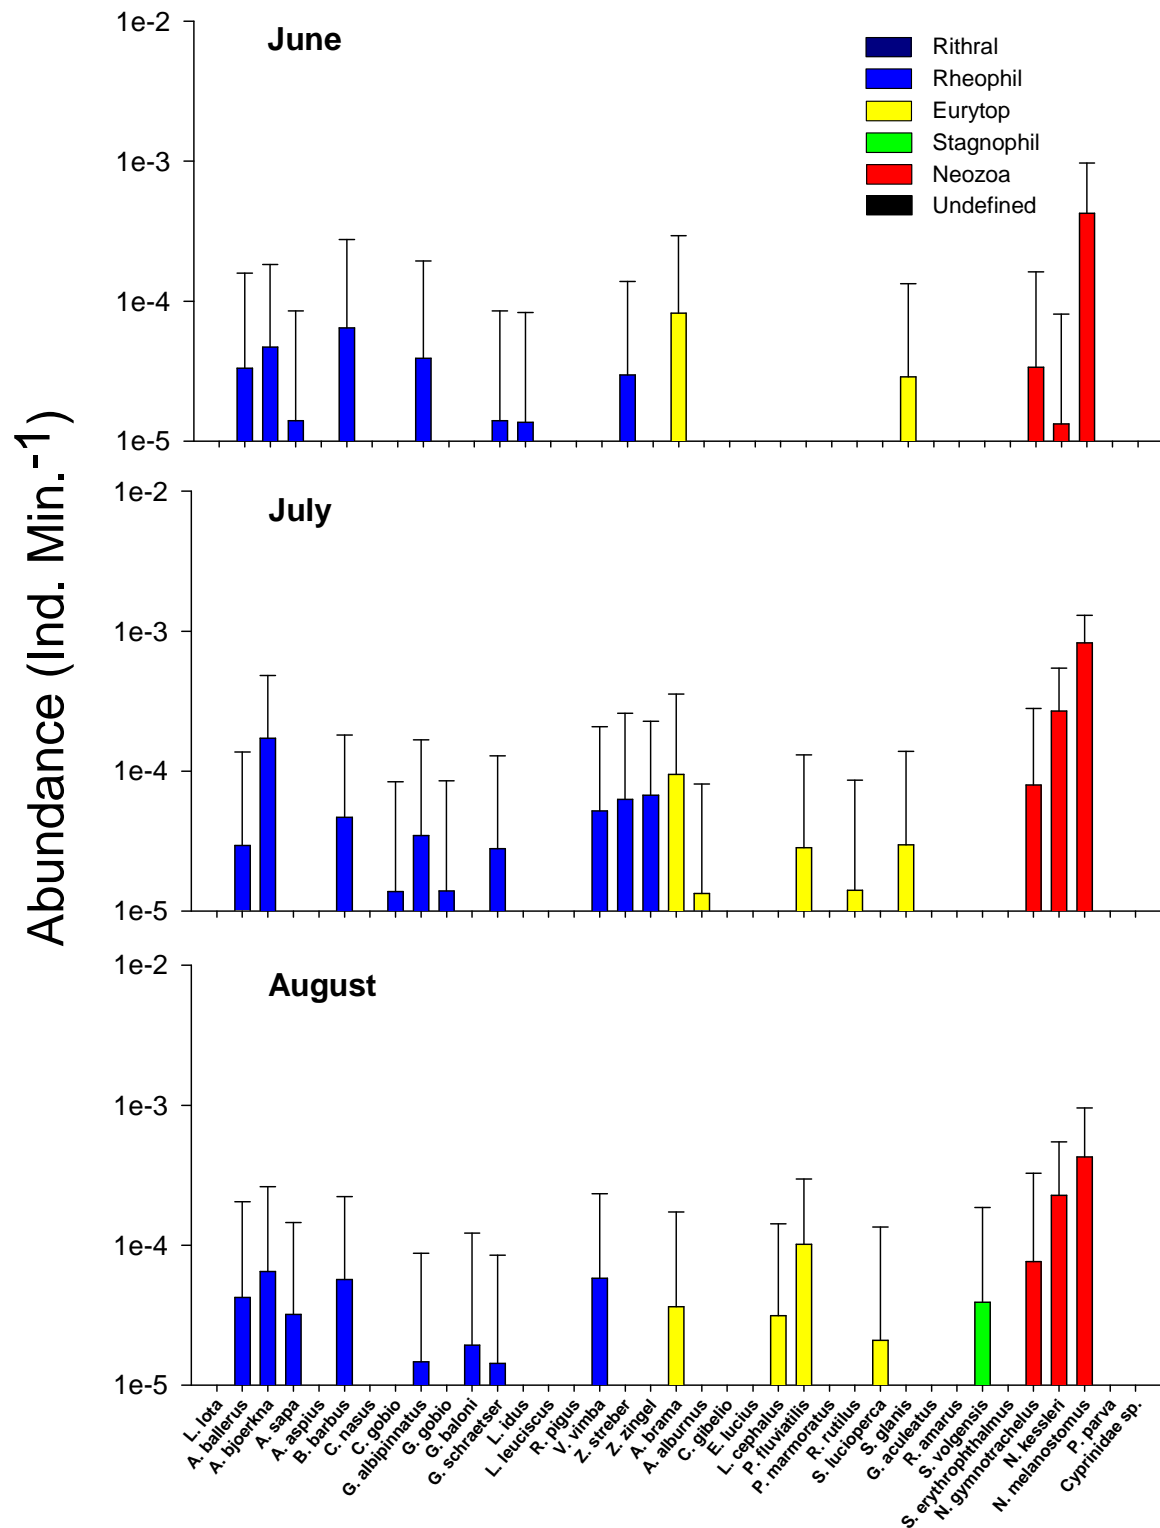 Abundance (Ind. Min.-1)
June
1e-2
1e-3
1e-4
1e-5
Rithral
Rheophil
Eurytop
Stagnophil
Neozoa
Undefined
July
1e-2
1e-3
1e-4
1e-5
August
1e-2
1e-3
1e-4
1e-5
L. lota
A. ballerus
A. bjoerkna
A. sapa
A. aspius
B. barbus
C. nasus
C. gobio
G. albipinnatus
G. gobio
G. baloni
G. schraetser
L. idus
L. leuciscus
R. pigus
V. vimba
Z. streber
Z. zingel
A. brama
A. alburnus
C. gibelio
E. lucius
L. cephalus
P. fluviatilis
P. marmoratus
R. rutilus
S. lucioperca
S. glanis
G. aculeatus
R. amarus
S. volgensis
S. erythrophthalmus
N. gymnotrachelus
N. kessleri
N. melanostomus
P. parva
Cyprinidae sp.